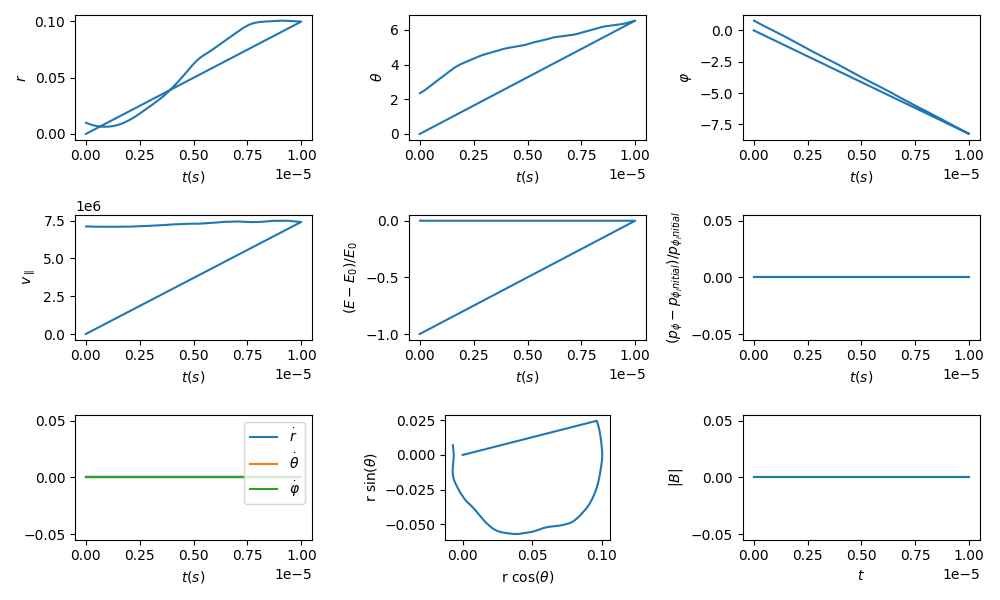 0.10
0.05
0.00
r
0.00 0.25 0.50 0.75 1.00
1e−5
t(s)
6
4
2
0
θ
0.00 0.25 0.50 0.75 1.00
1e−5
t(s)
0.0
−2.5
−5.0
−7.5
φ
0.00 0.25 0.50 0.75 1.00
1e−5
t(s)
1e6
7.5
5.0
2.5
0.0
v∥
0.00 0.25 0.50 0.75 1.00
1e−5
t(s)
0.0
−0.5
−1.0
(E − E₀)/E₀
0.00 0.25 0.50 0.75 1.00
1e−5
t(s)
0.05
0.00
−0.05
(pϕ − pϕᵢnitial)/pϕᵢnitial
0.00 0.25 0.50 0.75 1.00
1e−5
t(s)
0.05
0.00
−0.05
ṙ
θ̇
φ̇
0.00 0.25 0.50 0.75 1.00
1e−5
t(s)
0.025
0.000
−0.025
−0.050
r sin(θ)
0.00 0.05 0.10
r cos(θ)
0.05
0.00
−0.05
|B|
0.00 0.25 0.50 0.75 1.00
1e−5
t